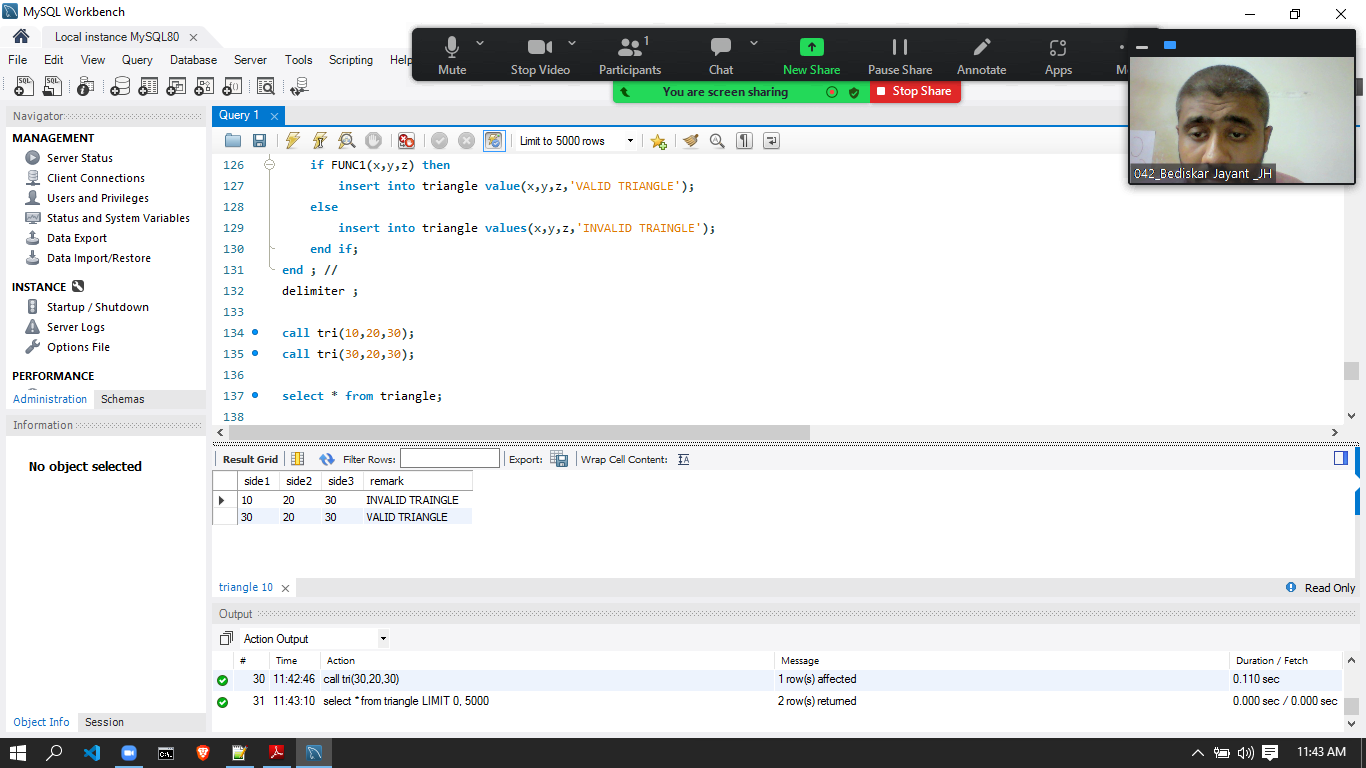 MySQL Workbench
Local instance MySQL80
File Edit View Query Database Server Tools Scripting Help
Mute Stop Video Participants 1 Chat New Share Pause Share Annotate Apps
You are screen sharing Stop Share
042_Bediskar Jayant _JH
Navigator
MANAGEMENT
Server Status
Client Connections
Users and Privileges
Status and System Variables
Data Export
Data Import/Restore
INSTANCE
Startup / Shutdown
Server Logs
Options File
PERFORMANCE
Administration Schemas
Information
No object selected
Object Info Session
Query 1
Limit to 5000 rows
126 if FUNC1(x,y,z) then
127 insert into triangle value(x,y,z,'VALID TRIANGLE');
128 else
129 insert into triangle values(x,y,z,'INVALID TRAINGLE');
130 end if;
131 end ; //
132 delimiter ;
133
134 call tri(10,20,30);
135 call tri(30,20,30);
136
137 select * from triangle;
138
Result Grid Filter Rows: Export: Wrap Cell Content:
side1 side2 side3 remark
10 20 30 INVALID TRAINGLE
30 20 30 VALID TRIANGLE
triangle 10 Read Only
Output
Action Output
# Time Action Message Duration / Fetch
30 11:42:46 call tri(30,20,30) 1 row(s) affected 0.110 sec
31 11:43:10 select * from triangle LIMIT 0, 5000 2 row(s) returned 0.000 sec / 0.000 sec
11:43 AM